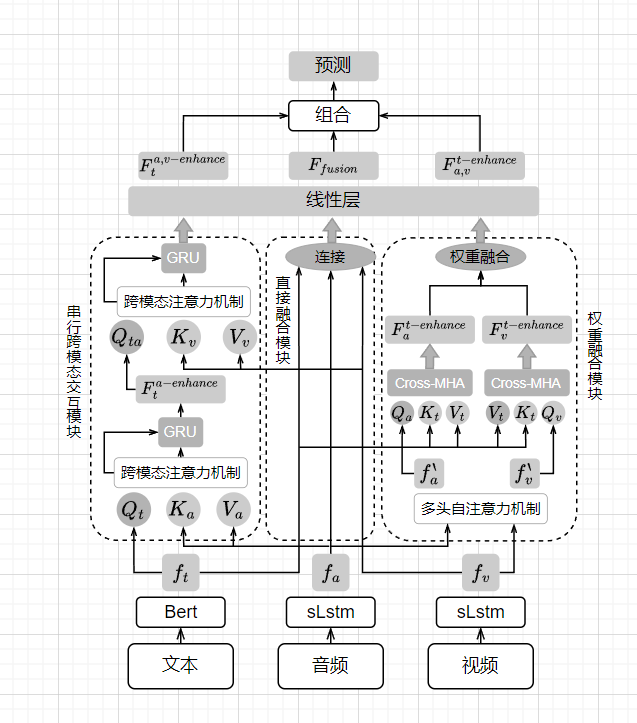 预测
组合
F_t^{a,v-enhance}
F_{fusion}
F_{a,v}^{t-enhance}
线性层
GRU
连接
权重融合
跨模态注意力机制
Q_{ta}
K_v
V_v
F_a^{t-enhance}
F_v^{t-enhance}
F_t^{a-enhance}
Cross-MHA
Cross-MHA
GRU
Q_a
K_t
V_t
V_t
K_t
Q_v
跨模态注意力机制
f_a^‵
f_v^‵
Q_t
K_a
V_a
多头自注意力机制
串行跨模态交互模块
直接融合模块
权重融合模块
f_t
f_a
f_v
Bert
sLstm
sLstm
文本
音频
视频